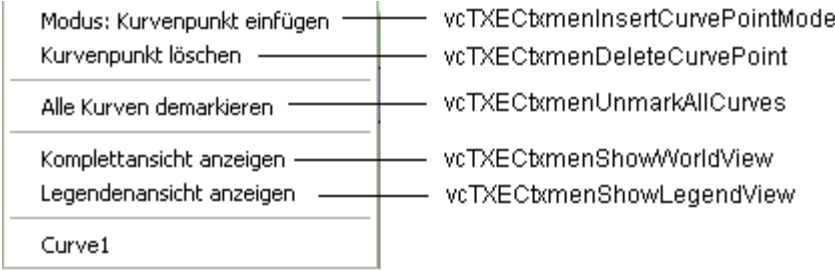 Modus: Kurvenpunkt einfügen vcTXECtxmenInsertCurvePointMode
Kurvenpunkt löschen vcTXECtxmenDeleteCurvePoint
Alle Kurven demarkieren vcTXECtxmenUnmarkAllCurves
Komplettansicht anzeigen vcTXECtxmenShowWorldView
Legendenansicht anzeigen vcTXECtxmenShowLegendView
Curve1